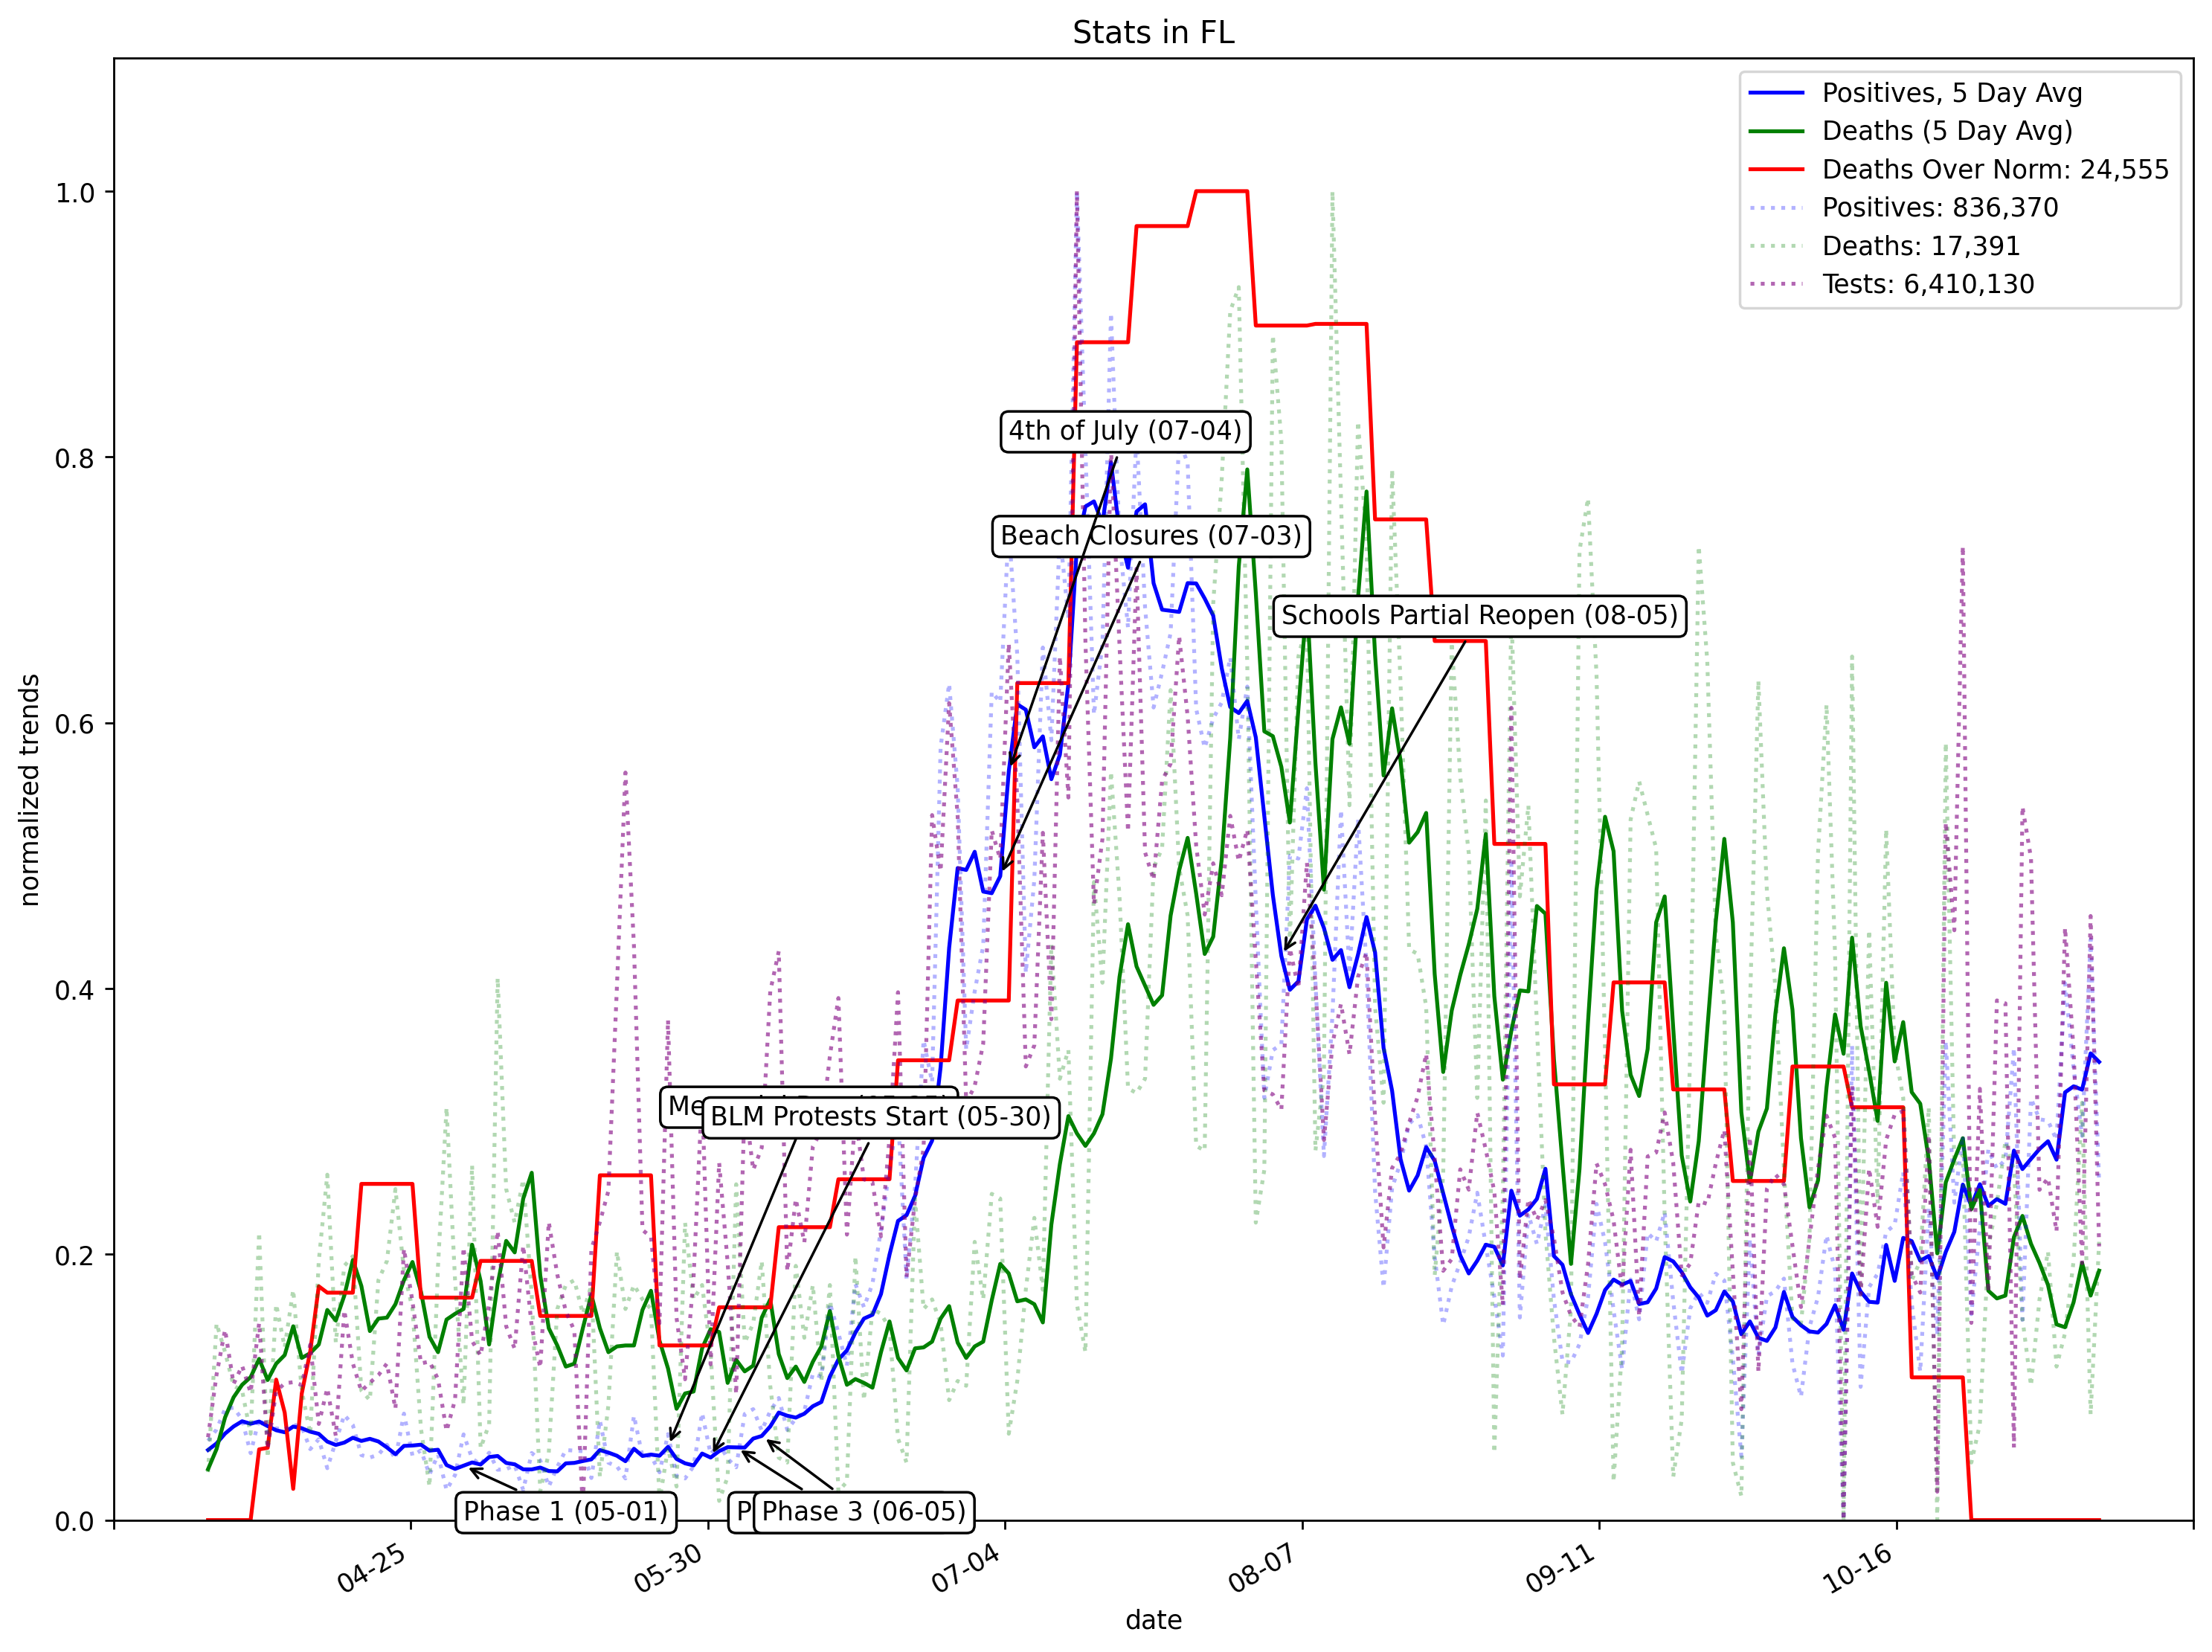 Stats in FL
Positives, 5 Day Avg
Deaths (5 Day Avg)
Deaths Over Norm: 24,555
Positives: 836,370
Deaths: 17,391
Tests: 6,410,130
1.0
0.8
0.6
0.4
0.2
0.0
normalized trends
4th of July (07-04)
Beach Closures (07-03)
Schools Partial Reopen (08-05)
BLM Protests Start (05-30)
Phase 1 (05-01)
Phase 3 (06-05)
04-25
05-30
07-04
08-07
09-11
10-16
date